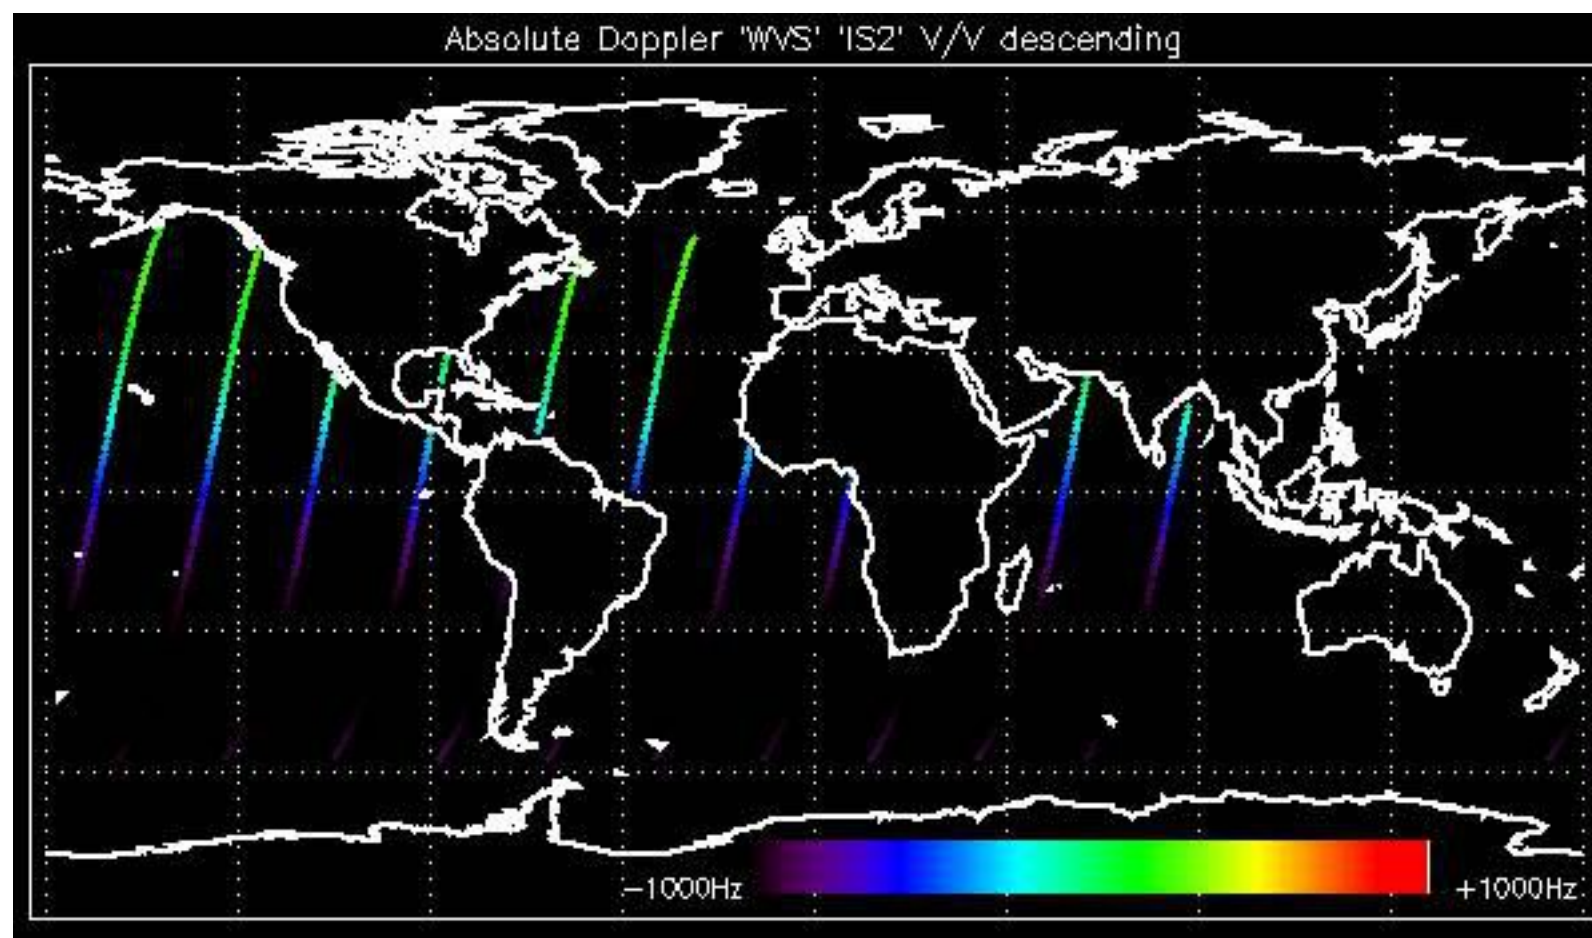 Absolute Doppler 'WVS' 'IS2' V/V descending
-1000Hz
+1000Hz